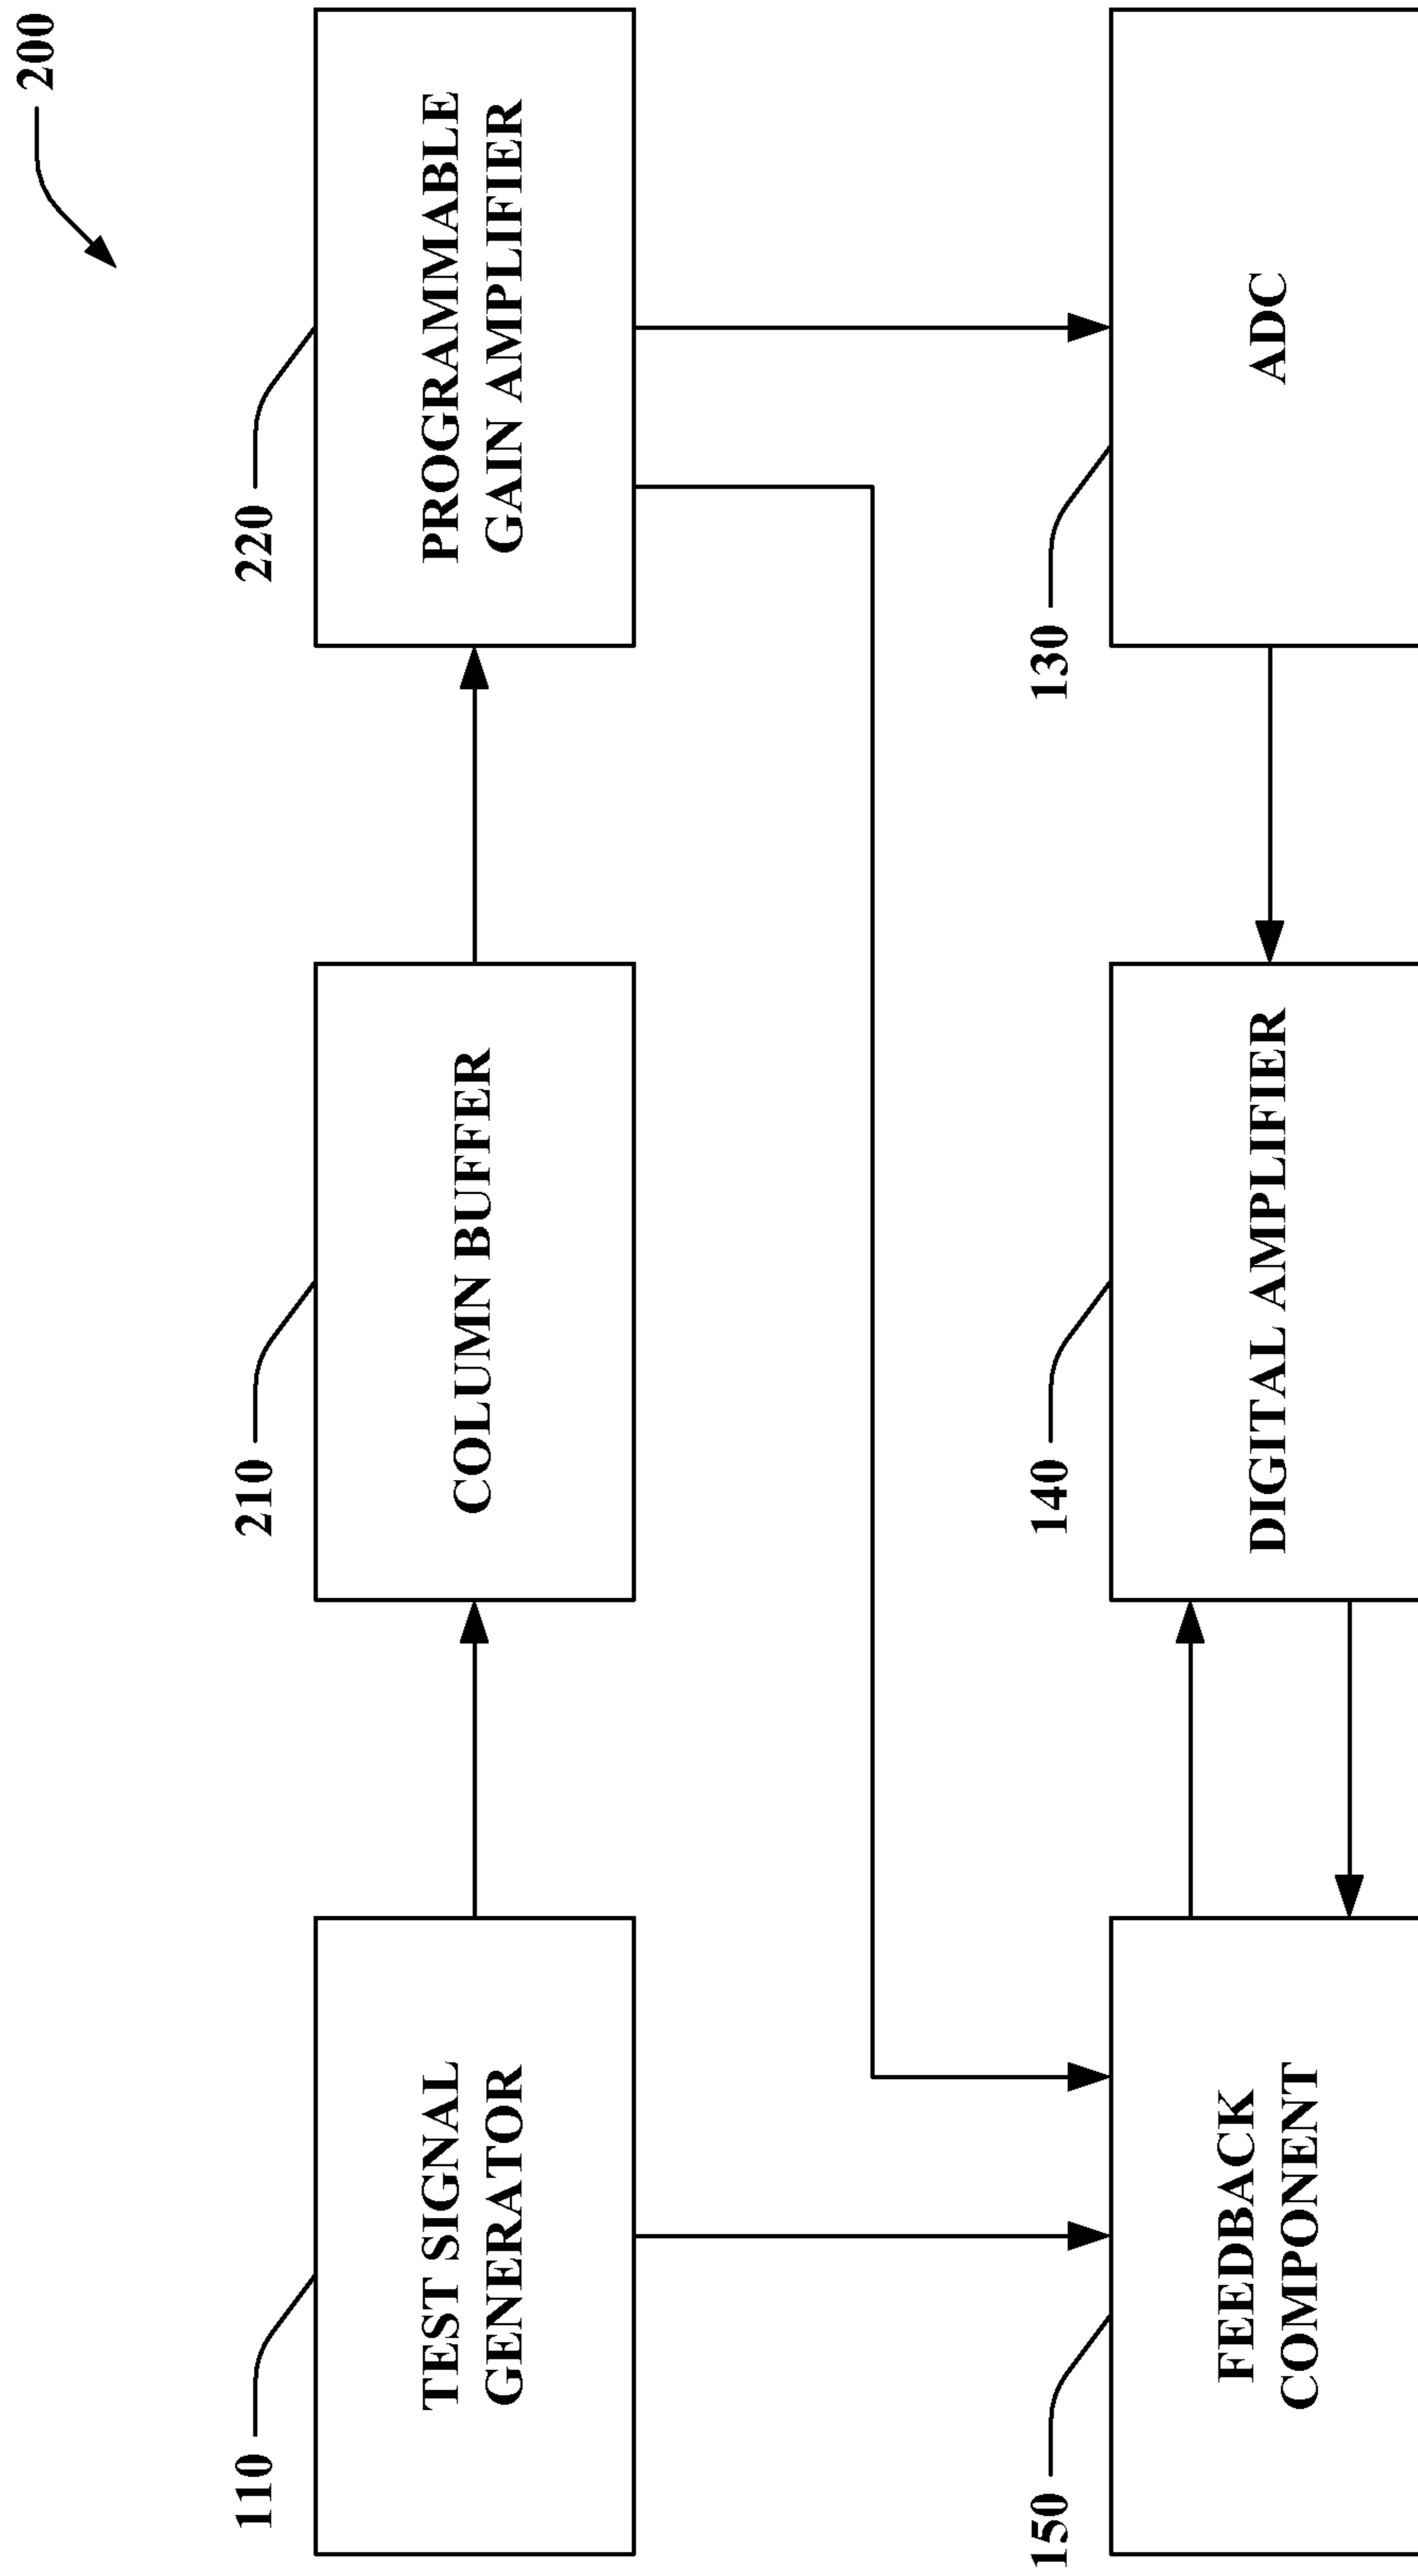 200
110
TEST SIGNAL
GENERATOR
210
COLUMN BUFFER
220
PROGRAMMABLE
GAIN AMPLIFIER
150
FEEDBACK
COMPONENT
140
DIGITAL AMPLIFIER
130
ADC